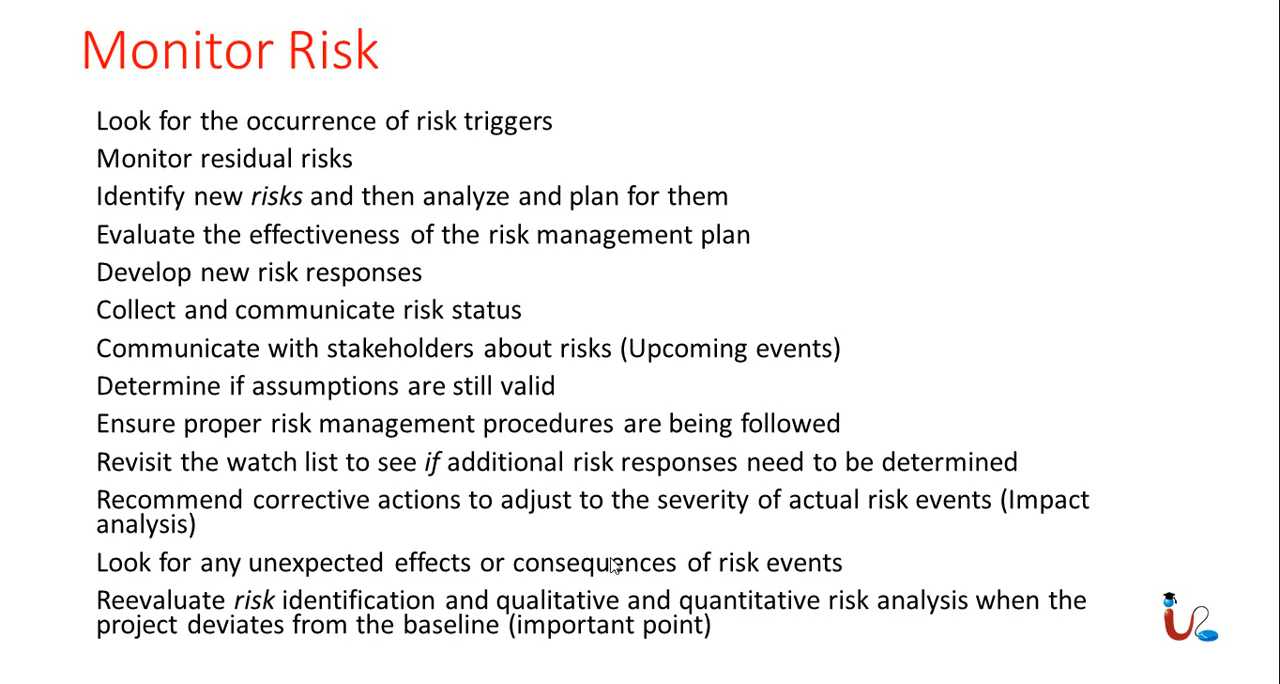 Monitor Risk
Look for the occurrence of risk triggers
Monitor residual risks
Identify new risks and then analyze and plan for them
Evaluate the effectiveness of the risk management plan
Develop new risk responses
Collect and communicate risk status
Communicate with stakeholders about risks (Upcoming events)
Determine if assumptions are still valid
Ensure proper risk management procedures are being followed
Revisit the watch list to see if additional risk responses need to be determined
Recommend corrective actions to adjust to the severity of actual risk events (Impact
analysis)
Look for any unexpected effects or consequences of risk events
Reevaluate risk identification and qualitative and quantitative risk analysis when the
project deviates from the baseline (important point)